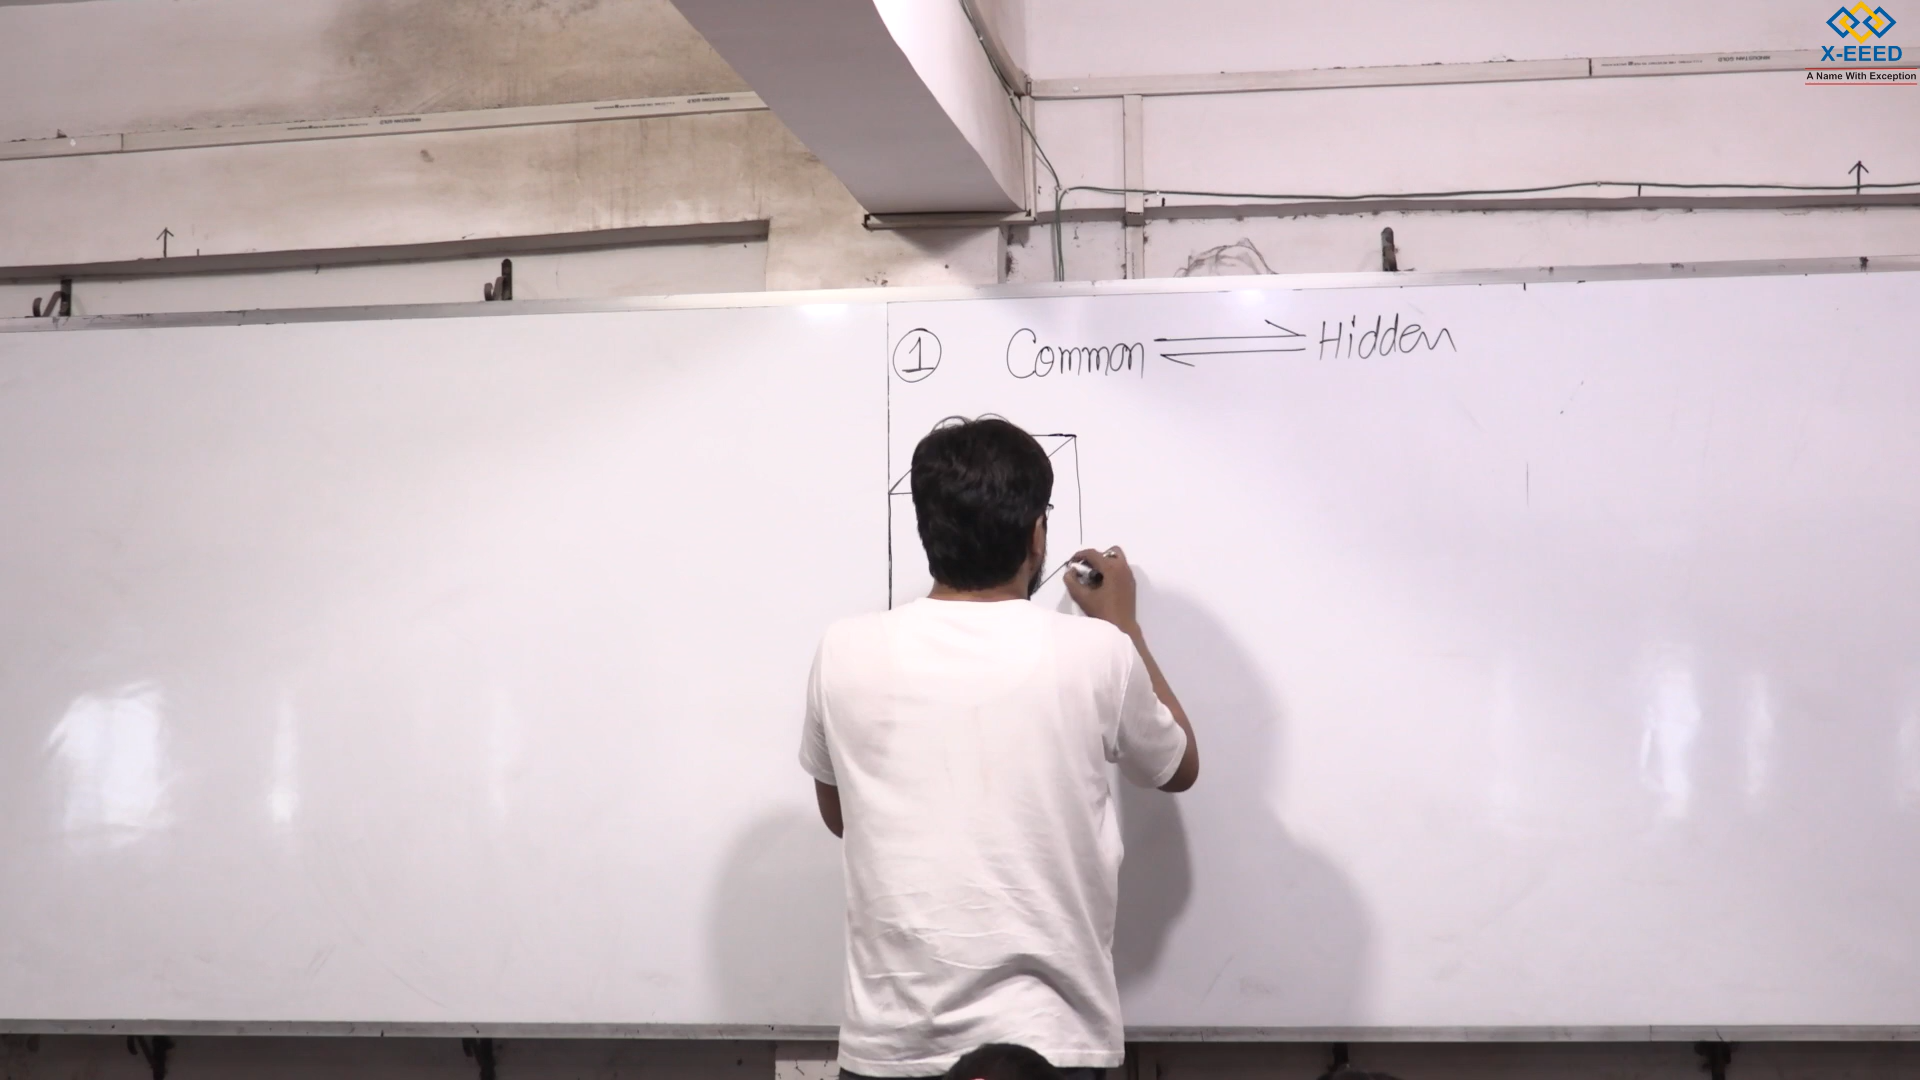 X-EEED
A Name With Exception
1 Common ⇌ Hidden